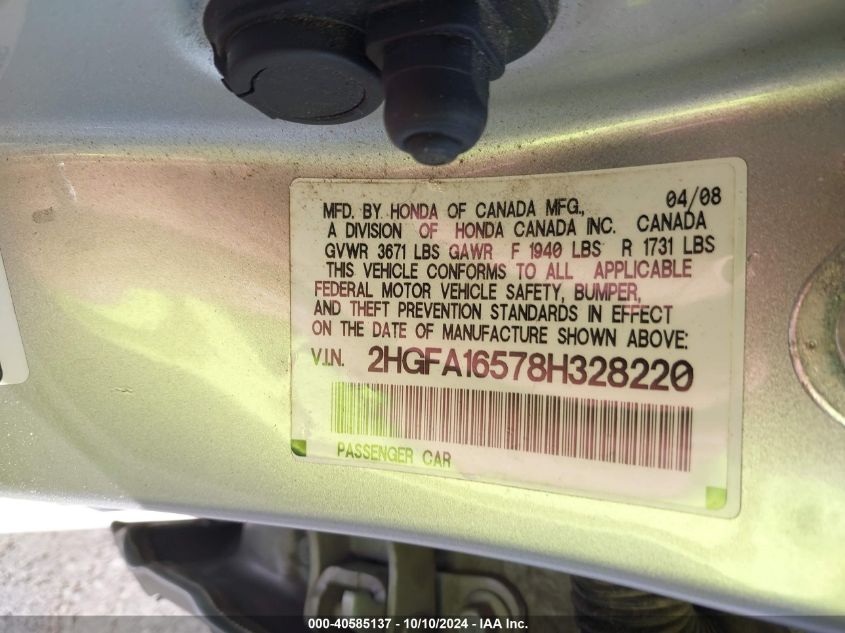 04/08
MFD. BY HONDA OF CANADA MFG.,
A DIVISION OF HONDA CANADA INC. CANADA
GVWR 3671 LBS GAWR F 1940 LBS R 1731 LBS
THIS VEHICLE CONFORMS TO ALL APPLICABLE
FEDERAL MOTOR VEHICLE SAFETY, BUMPER,
AND THEFT PREVENTION STANDARDS IN EFFECT
ON THE DATE OF MANUFACTURE SHOWN ABOVE:
V.I.N. 2HGFA16578H328220
PASSENGER CAR
000-40585137 - 10/10/2024 - IAA Inc.